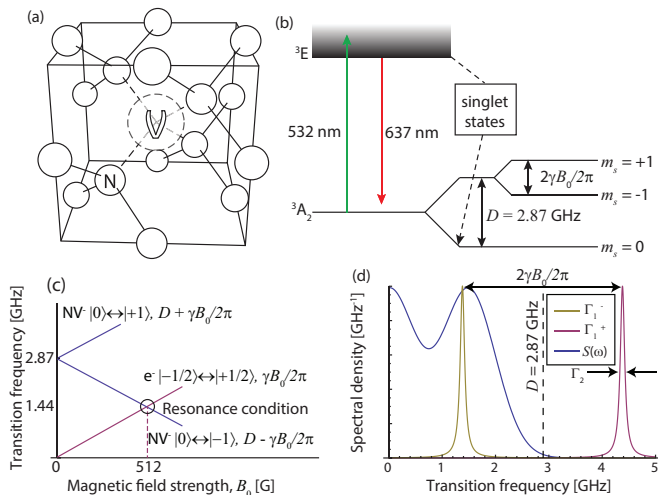 (a)
V
N
(b)
³E
532 nm
637 nm
singlet
states
³A₂
D = 2.87 GHz
2γB₀/2π
mₛ = +1
mₛ = -1
mₛ = 0
(c)
Transition frequency [GHz]
2.87
1.44
0
0
512
NV⁻ |0⟩↔|+1⟩, D + γB₀/2π
e⁻ |−1/2⟩↔|+1/2⟩, γB₀/2π
Resonance condition
NV⁻ |0⟩↔|−1⟩, D - γB₀/2π
Magnetic field strength, B₀ [G]
(d)
Spectral density [GHz⁻¹]
2γB₀/2π
D = 2.87 GHz
Γ₁⁻
Γ₁⁺
S(ω)
Γ₂
0 1 2 3 4 5
Transition frequency [GHz]